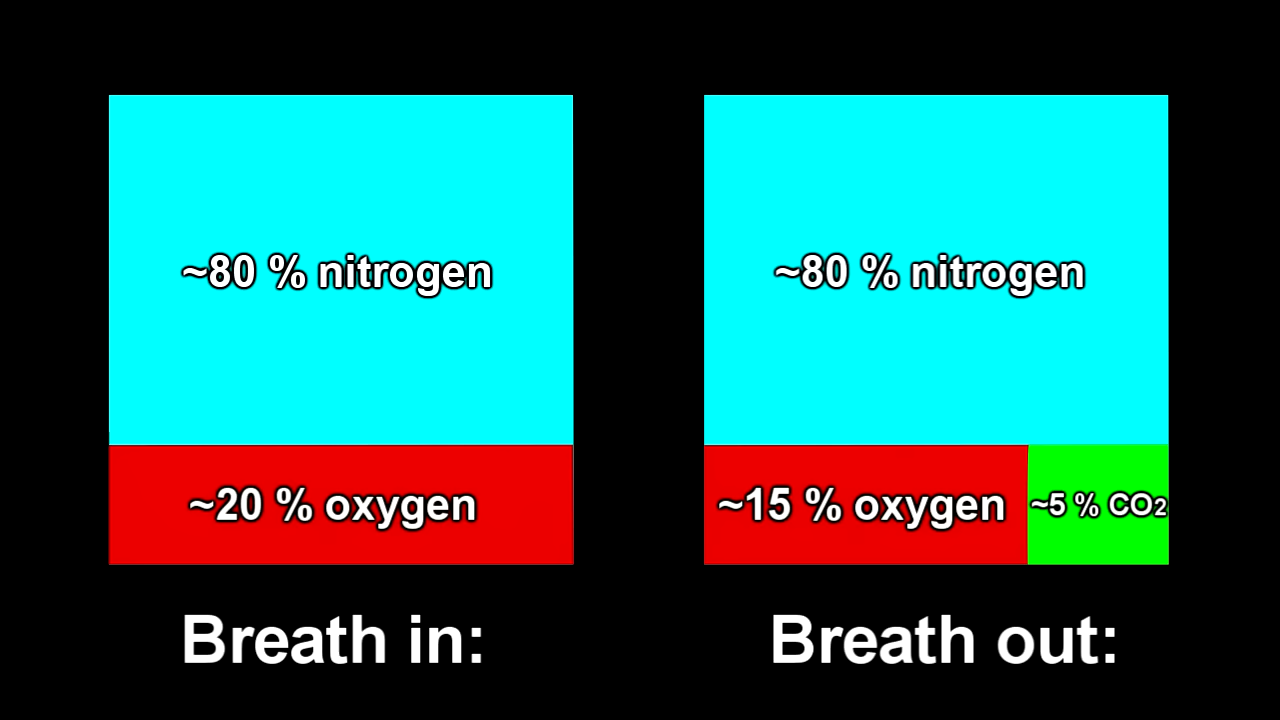 ~80 % nitrogen
~20 % oxygen
Breath in:
~80 % nitrogen
~15 % oxygen
~5 % CO₂
Breath out: